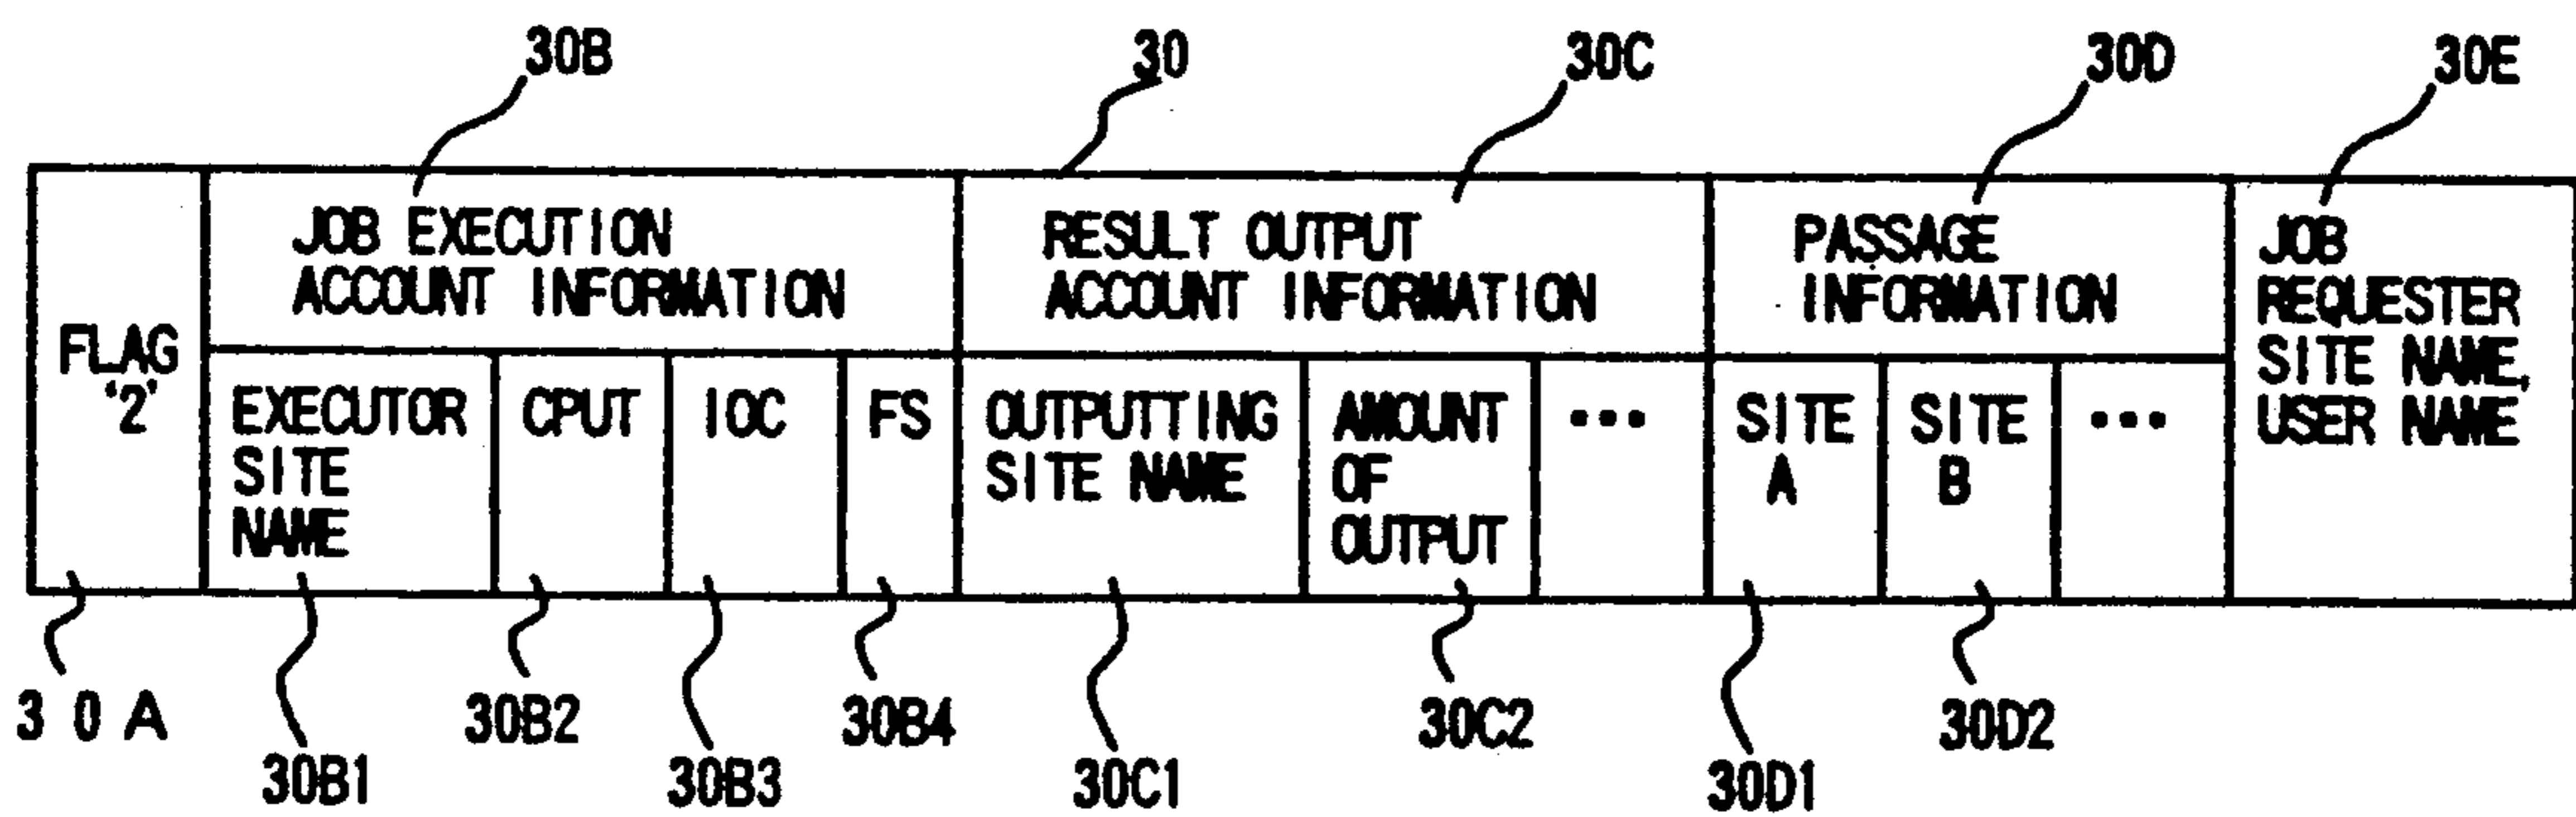 30B
30
30C
30D
30E
FLAG
'2'
JOB EXECUTION
ACCOUNT INFORMATION
RESULT OUTPUT
ACCOUNT INFORMATION
PASSAGE
INFORMATION
JOB
REQUESTER
SITE NAME,
USER NAME
EXECUTOR
SITE
NAME
CPUT
IOC
FS
OUTPUTTING
SITE NAME
AMOUNT
OF
OUTPUT
...
SITE
A
SITE
B
...
30A
30B1
30B2
30B3
30B4
30C1
30C2
30D1
30D2